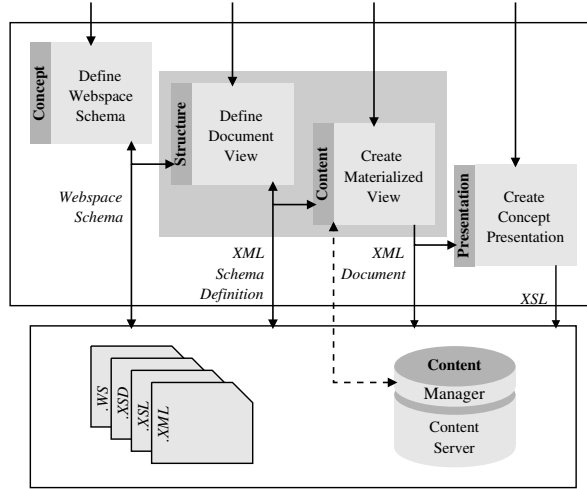 Concept
Define
Webspace
Schema
Structure
Define
Document
View
Content
Create
Materialized
View
Presentation
Create
Concept
Presentation
Webspace
Schema
XML
Schema
Definition
XML
Document
XSL
.WS
.XSD
.XSL
.XML
Content
Manager
Content
Server